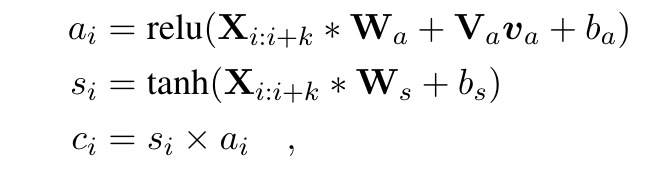 a_i = relu(X_{i:i+k} * W_a + V_a v_a + b_a)
s_i = tanh(X_{i:i+k} * W_s + b_s)
c_i = s_i × a_i ,